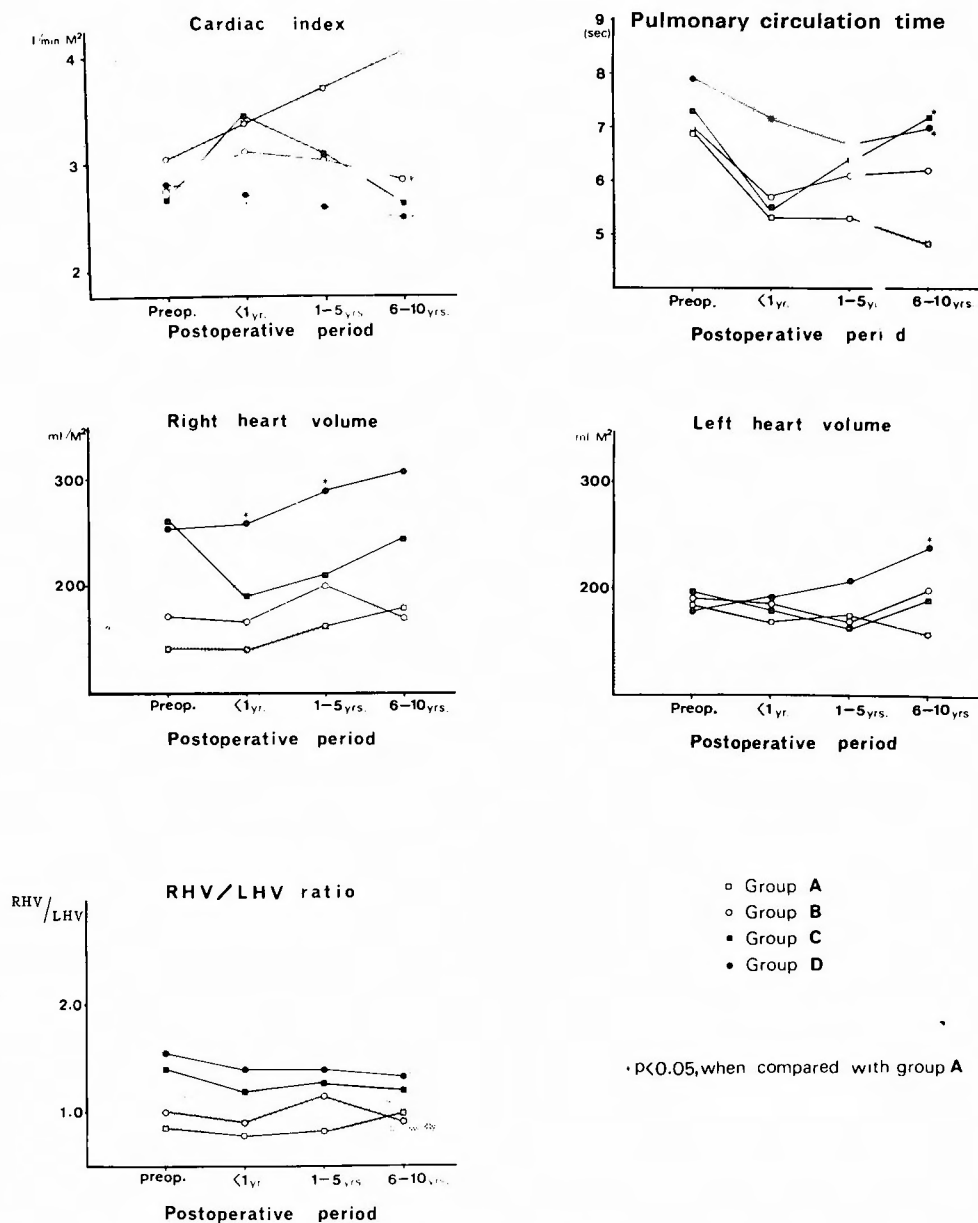 Cardiac index
l/min M²
4
3
2
*
Preop. <1yr. 1-5yrs. 6-10yrs.
Postoperative period
Pulmonary circulation time
9
(sec)
8
7
6
5
*
*
Preop. <1yr. 1-5y 6-10yrs.
Postoperative peri d
Right heart volume
ml/M²
300
200
* *
Preop. <1yr. 1-5yrs. 6-10yrs.
Postoperative period
Left heart volume
ml M²
300
200
*
Preop. <1yr. 1-5yrs. 6-10yrs
Postoperative period
RHV/LHV ratio
RHV/LHV
2.0
1.0
preop. <1yr 1-5yrs. 6-10yrs.
Postoperative period
□ Group A
○ Group B
■ Group C
● Group D
*p<0.05, when compared with group A